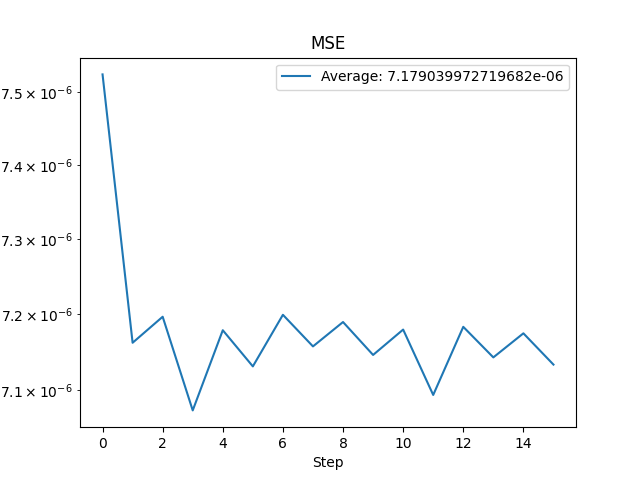 MSE
Average: 7.179039972719682e-06
7.5 × 10⁻⁶
7.4 × 10⁻⁶
7.3 × 10⁻⁶
7.2 × 10⁻⁶
7.1 × 10⁻⁶
0 2 4 6 8 10 12 14
Step